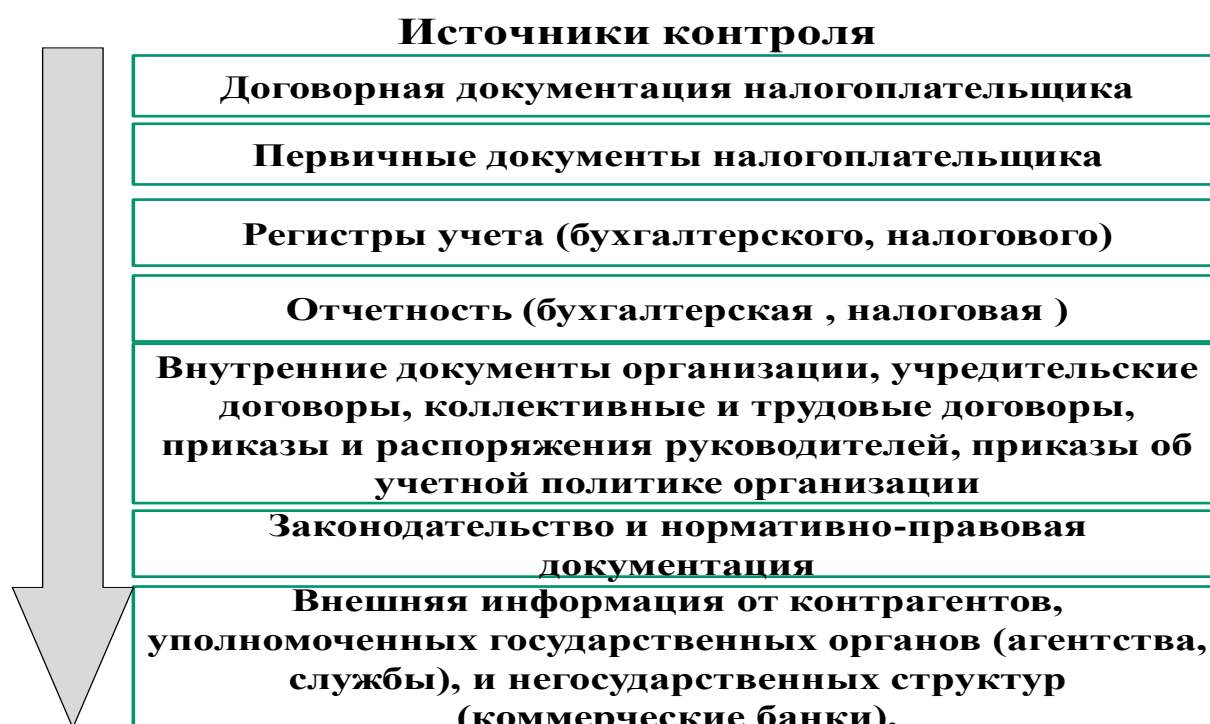 Источники контроля
Договорная документация налогоплательщика
Первичные документы налогоплательщика
Регистры учета (бухгалтерского, налогового)
Отчетность (бухгалтерская , налоговая )
Внутренние документы организации, учредительские
договоры, коллективные и трудовые договоры,
приказы и распоряжения руководителей, приказы об
учетной политике организации
Законодательство и нормативно-правовая
документация
Внешняя информация от контрагентов,
уполномоченных государственных органов (агентства,
службы), и негосударственных структур
(коммерческие банки).